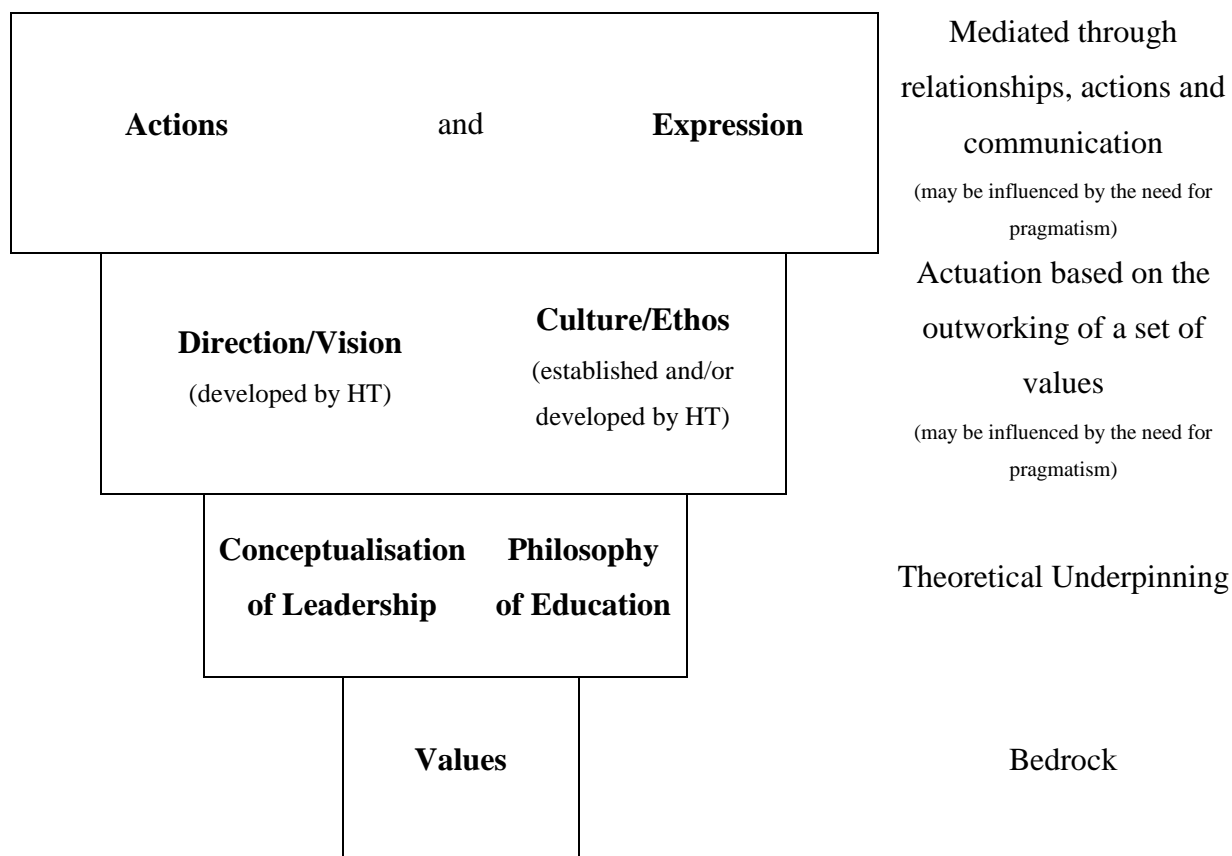 Actions and Expression
Mediated through
relationships, actions and
communication
(may be influenced by the need for
pragmatism)
Direction/Vision
(developed by HT)
Culture/Ethos
(established and/or
developed by HT)
Actuation based on the
outworking of a set of
values
(may be influenced by the need for
pragmatism)
Conceptualisation
of Leadership
Philosophy
of Education
Theoretical Underpinning
Values
Bedrock